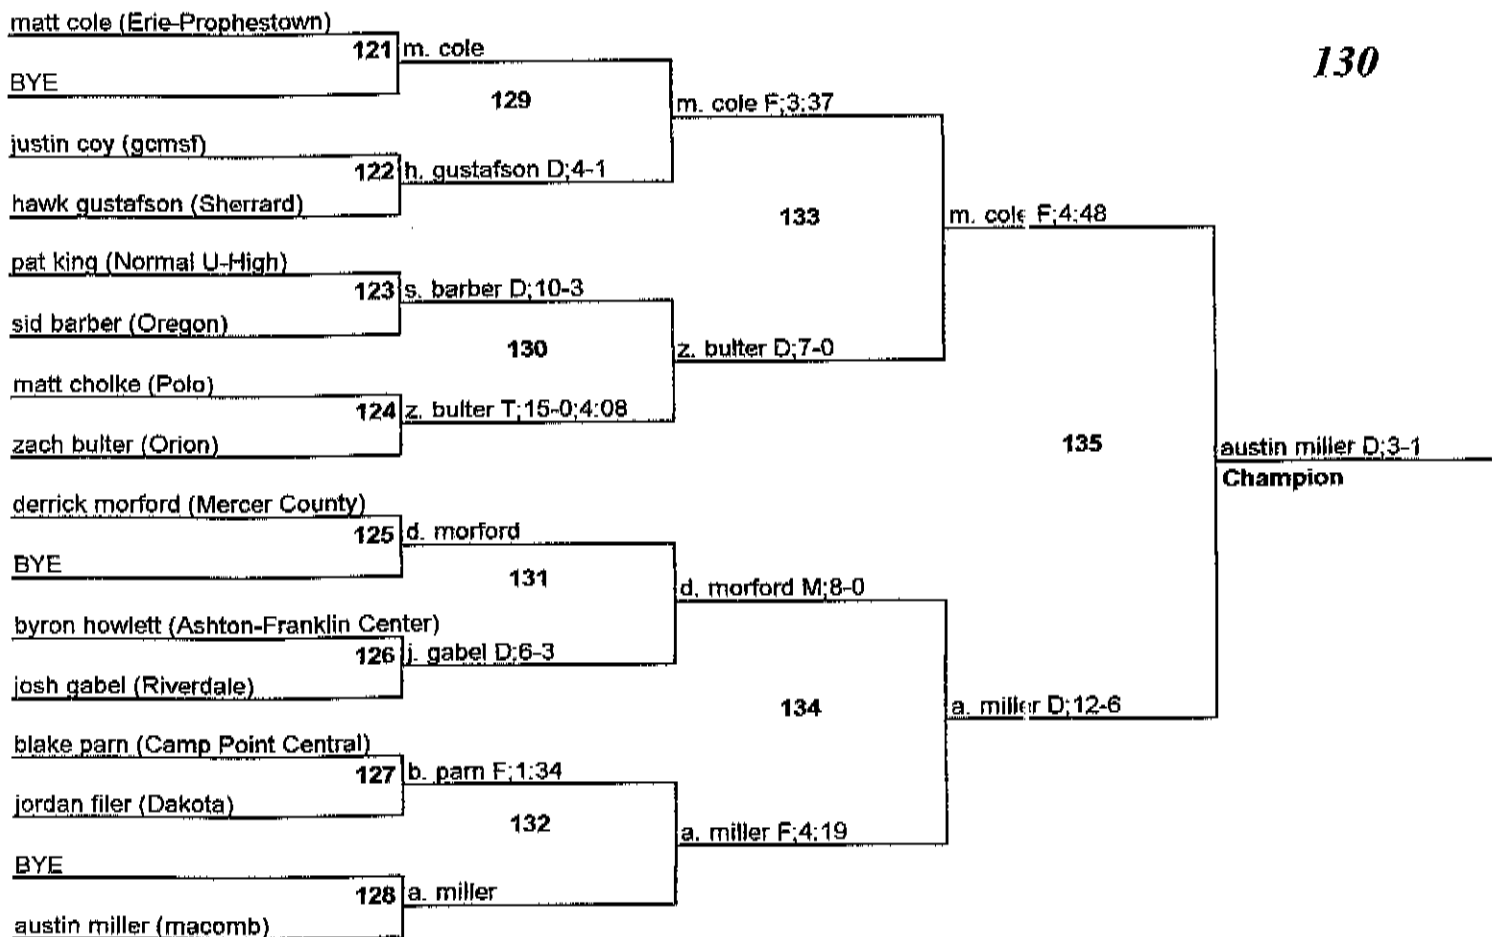 matt cole (Erie-Prophestown)
121 m. cole
130
BYE
129
m. cole F;3:37
justin coy (gcmsf)
122 h. gustafson D;4-1
hawk gustafson (Sherrard)
133
m. cole F;4:48
pat king (Normal U-High)
123 s. barber D;10-3
sid barber (Oregon)
130
z. bulter D;7-0
matt cholke (Polo)
124 z. bulter T;15-0;4:08
zach bulter (Orion)
135
austin miller D;3-1
Champion
derrick morford (Mercer County)
125 d. morford
BYE
131
d. morford M;8-0
byron howlett (Ashton-Franklin Center)
126 j. gabel D;6-3
josh gabel (Riverdale)
134
a. miller D;12-6
blake parn (Camp Point Central)
127 b. parn F;1:34
jordan filer (Dakota)
132
a. miller F;4:19
BYE
128 a. miller
austin miller (macomb)